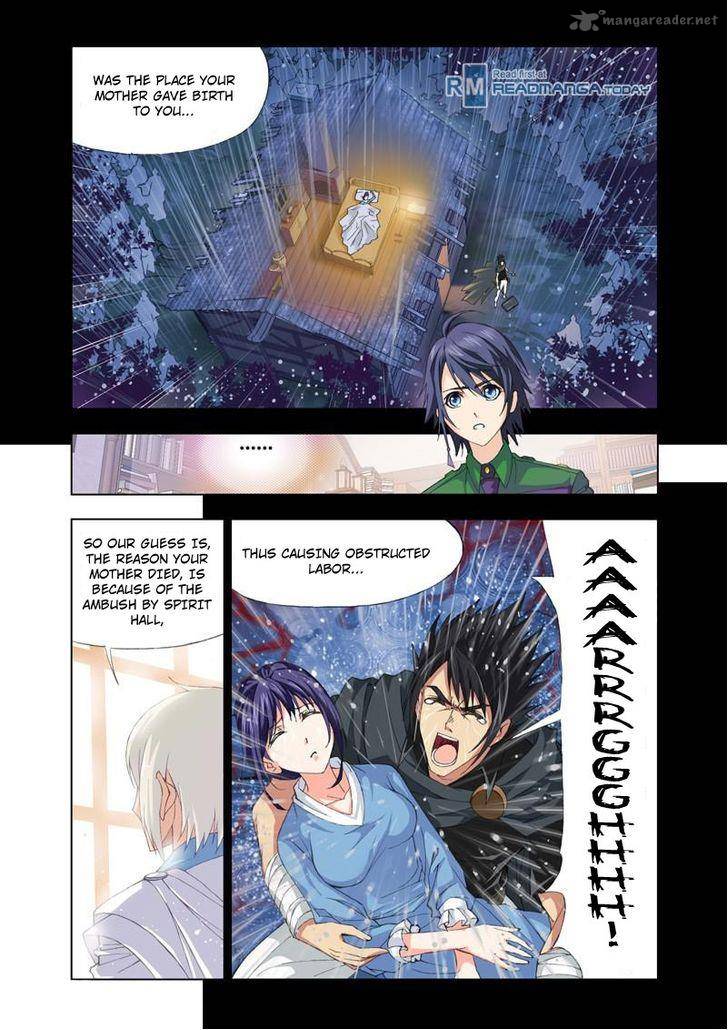 mangareader.net
WAS THE PLACE YOUR
MOTHER GAVE BIRTH
TO YOU...
RM
Read first at
READMANGA.TODAY
......
SO OUR GUESS IS,
THE REASON YOUR
MOTHER DIED, IS
BECAUSE OF THE
AMBUSH BY SPIRIT
HALL,
THUS CAUSING OBSTRUCTED
LABOR...
AAAARRRGGGHHHH!